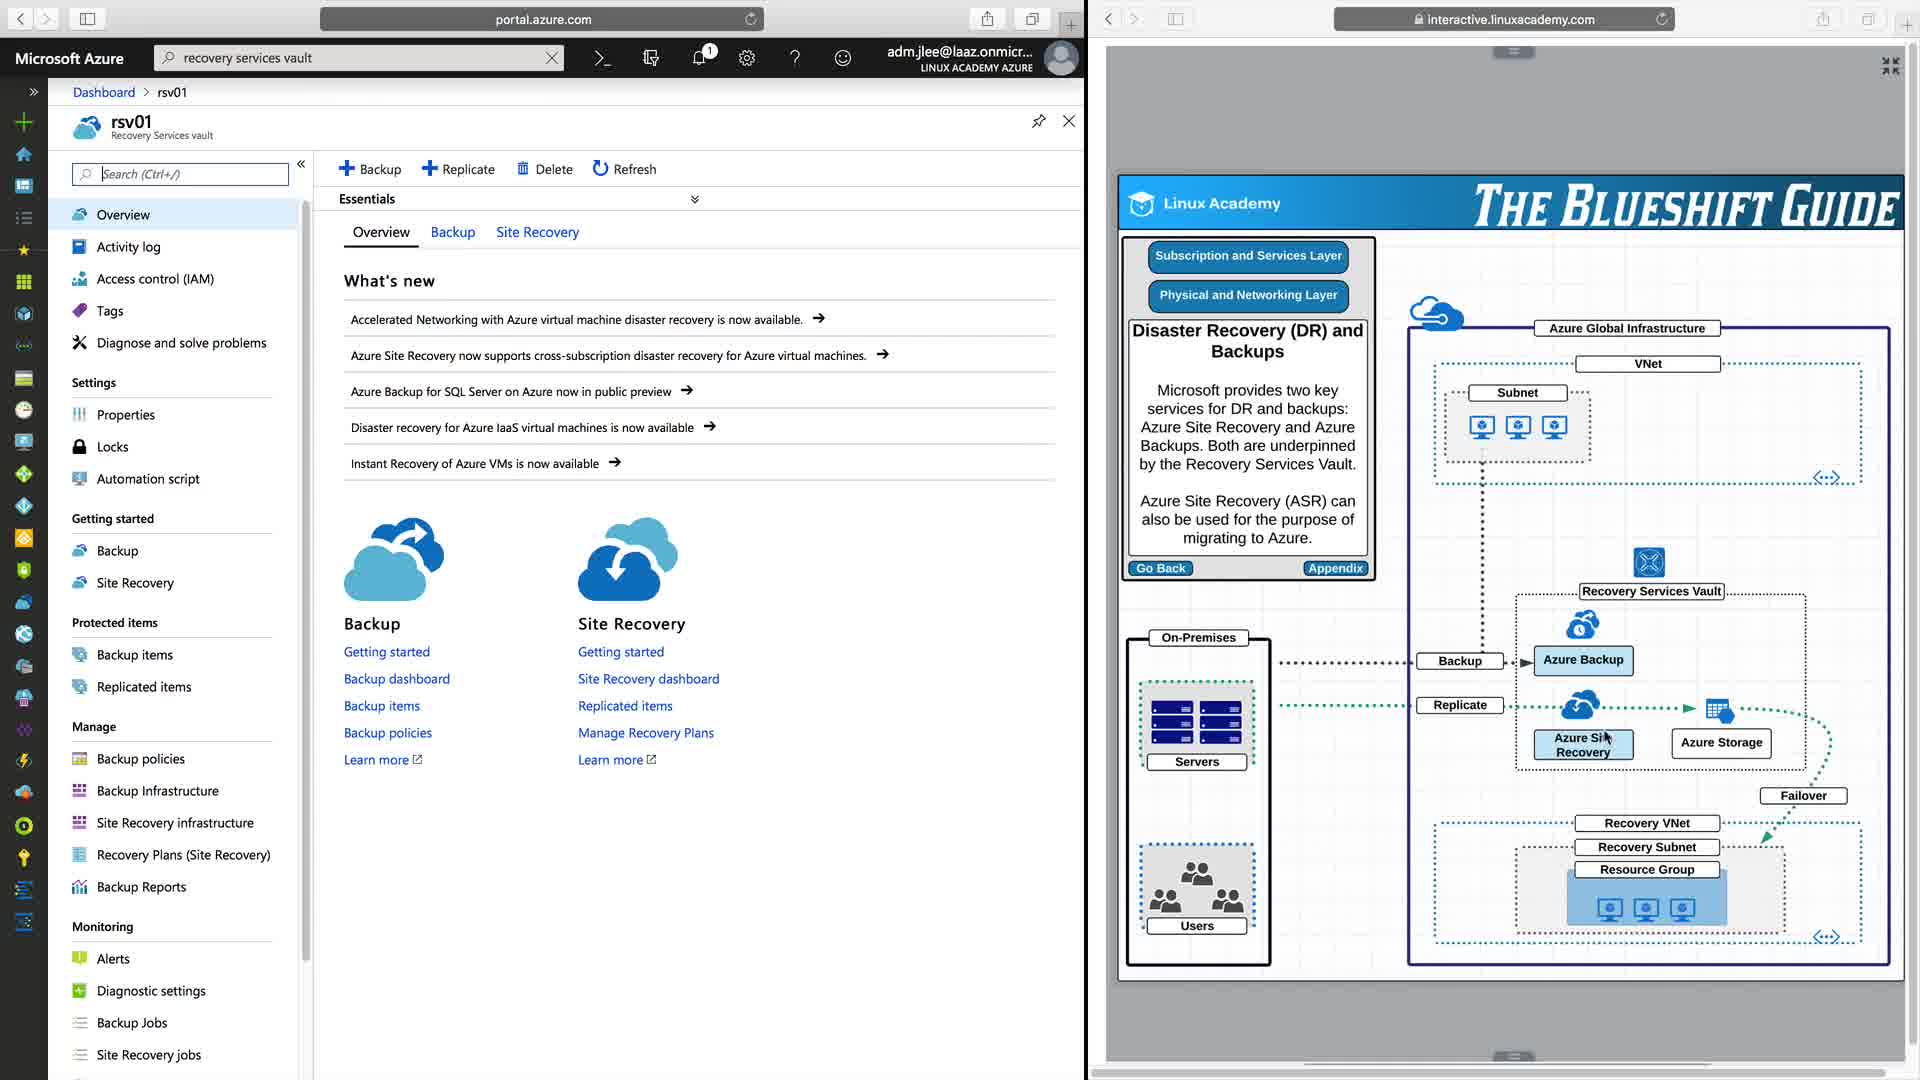 portal.azure.com
Microsoft Azure
recovery services vault
1
adm.jlee@laaz.onmicr...
LINUX ACADEMY AZURE
Dashboard > rsv01
rsv01
Recovery Services vault
Search (Ctrl+/)
Overview
Activity log
Access control (IAM)
Tags
Diagnose and solve problems
Settings
Properties
Locks
Automation script
Getting started
Backup
Site Recovery
Protected items
Backup items
Replicated items
Manage
Backup policies
Backup Infrastructure
Site Recovery infrastructure
Recovery Plans (Site Recovery)
Backup Reports
Monitoring
Alerts
Diagnostic settings
Backup Jobs
Site Recovery jobs
Backup Replicate Delete Refresh
Essentials
Overview Backup Site Recovery
What's new
Accelerated Networking with Azure virtual machine disaster recovery is now available.
Azure Site Recovery now supports cross-subscription disaster recovery for Azure virtual machines.
Azure Backup for SQL Server on Azure now in public preview
Disaster recovery for Azure IaaS virtual machines is now available
Instant Recovery of Azure VMs is now available
Backup
Getting started
Backup dashboard
Backup items
Backup policies
Learn more
Site Recovery
Getting started
Site Recovery dashboard
Replicated items
Manage Recovery Plans
Learn more
interactive.linuxacademy.com
Linux Academy
THE BLUESHIFT GUIDE
Subscription and Services Layer
Physical and Networking Layer
Disaster Recovery (DR) and
Backups
Microsoft provides two key
services for DR and backups:
Azure Site Recovery and Azure
Backups. Both are underpinned
by the Recovery Services Vault.
Azure Site Recovery (ASR) can
also be used for the purpose of
migrating to Azure.
Go Back
Appendix
Azure Global Infrastructure
VNet
Subnet
Recovery Services Vault
On-Premises
Backup
Azure Backup
Replicate
Azure Site
Recovery
Azure Storage
Servers
Failover
Recovery VNet
Recovery Subnet
Resource Group
Users